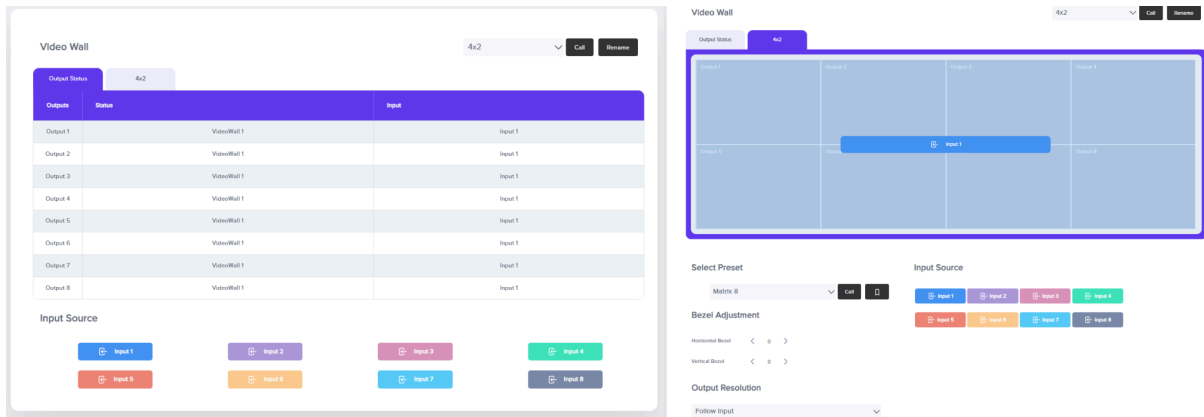 Video Wall
4x2
Call
Rename
Output Status
4x2
Outputs Status Input
Output 1 VideoWall 1 Input 1
Output 2 VideoWall 1 Input 1
Output 3 VideoWall 1 Input 1
Output 4 VideoWall 1 Input 1
Output 5 VideoWall 1 Input 1
Output 6 VideoWall 1 Input 1
Output 7 VideoWall 1 Input 1
Output 8 VideoWall 1 Input 1
Input Source
Input 1 Input 2 Input 3 Input 4
Input 5 Input 6 Input 7 Input 8
Video Wall
4x2
Call
Rename
Output Status
4x2
Output 1 Output 2 Output 3 Output 4
Input 1
Output 5 Output 8
Select Preset
Matrix 8
Call
Bezel Adjustment
Horizontal Bezel 0
Vertical Bezel 0
Output Resolution
Follow Input
Input Source
Input 1 Input 2 Input 3 Input 4
Input 5 Input 6 Input 7 Input 8